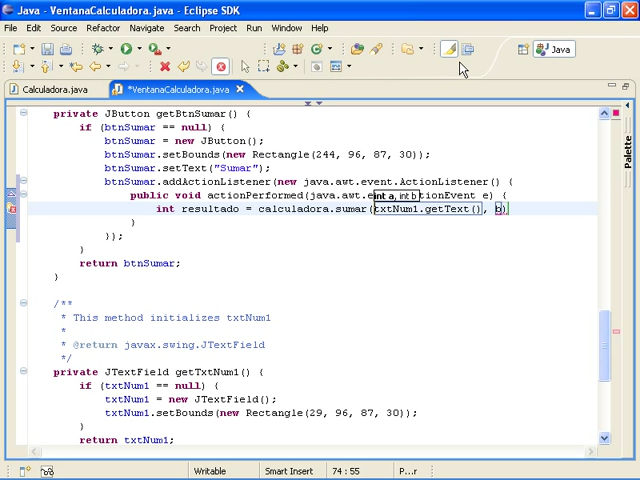 Java - VentanaCalculadora.java - Eclipse SDK
File Edit Source Refactor Navigate Search Project Run Window Help
Java
Calculadora.java *VentanaCalculadora.java
private JButton getBtnSumar() {
if (btnSumar == null) {
btnSumar = new JButton();
btnSumar.setBounds(new Rectangle(244, 96, 87, 30));
btnSumar.setText("Sumar");
btnSumar.addActionListener(new java.awt.event.ActionListener() {
public void actionPerformed(java.awt.e int a, int b tionEvent e) {
int resultado = calculadora.sumar(txtNum1.getText(), b)
}
});
}
return btnSumar;
}
/**
* This method initializes txtNum1
*
* @return javax.swing.JTextField
*/
private JTextField getTxtNum1() {
if (txtNum1 == null) {
txtNum1 = new JTextField();
txtNum1.setBounds(new Rectangle(29, 96, 87, 30));
}
return txtNum1;
Palette
Writable Smart Insert 74 : 55 P...r